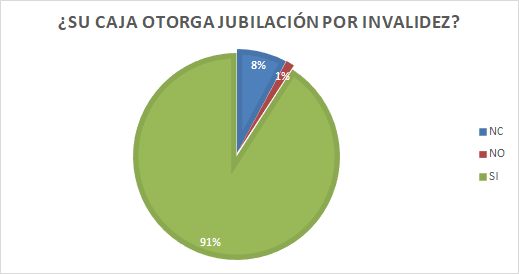 ¿SU CAJA OTORGA JUBILACIÓN POR INVALIDEZ?
8%
1%
91%
NC
NO
SI